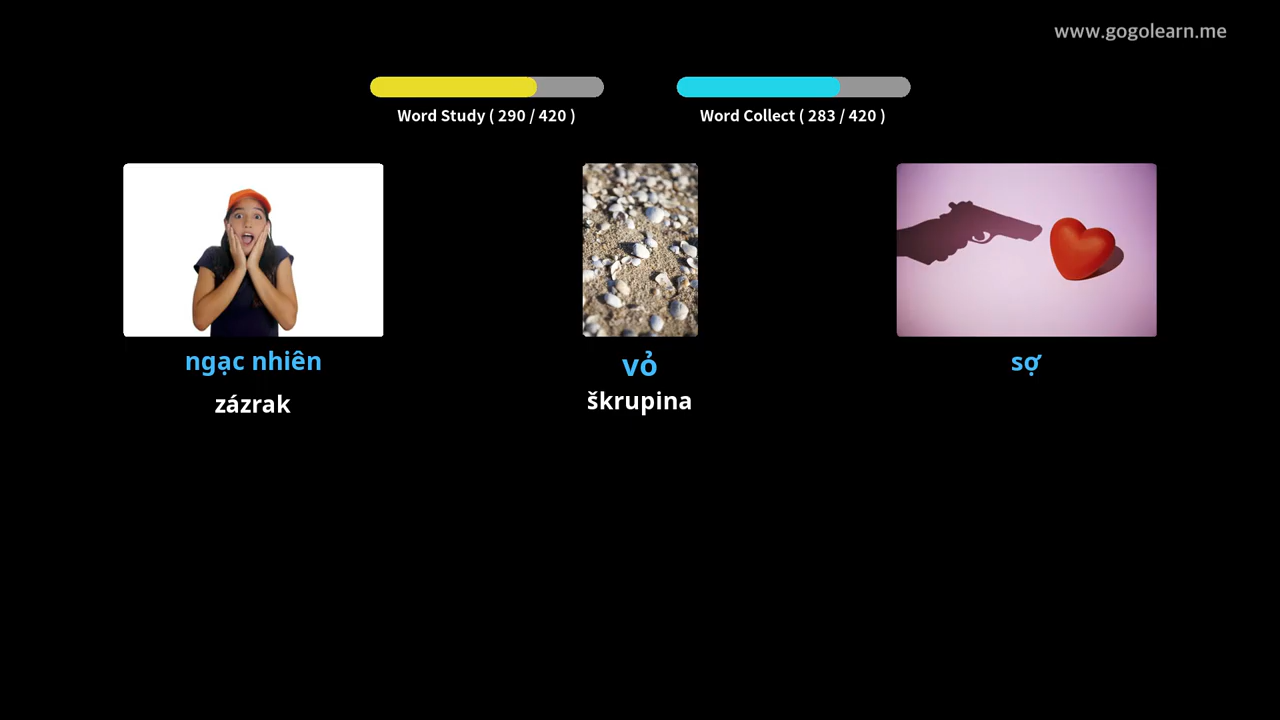 www.gogolearn.me
Word Study ( 290 / 420 )
Word Collect ( 283 / 420 )
ngạc nhiên
zázrak
vỏ
škrupina
sợ